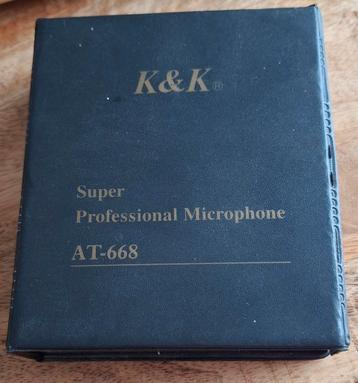 K&K®
Super
Professional Microphone
AT-668